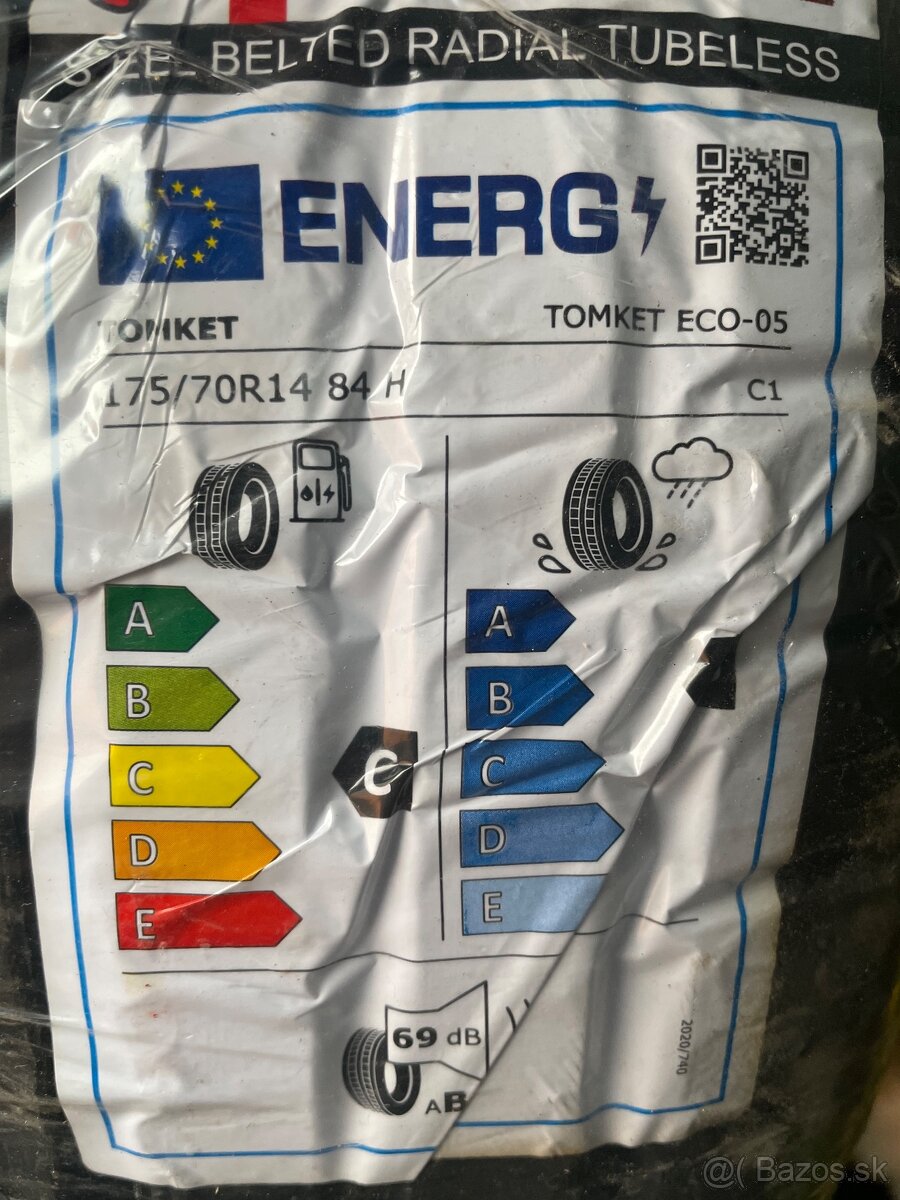 STEEL BELTED RADIAL TUBELESS
ENERG
TOMKET TOMKET ECO-05
175/70R14 84 H C1
A A
B B
C C C
D D
E E
69 dB
AB
2020/740
@( Bazos.sk